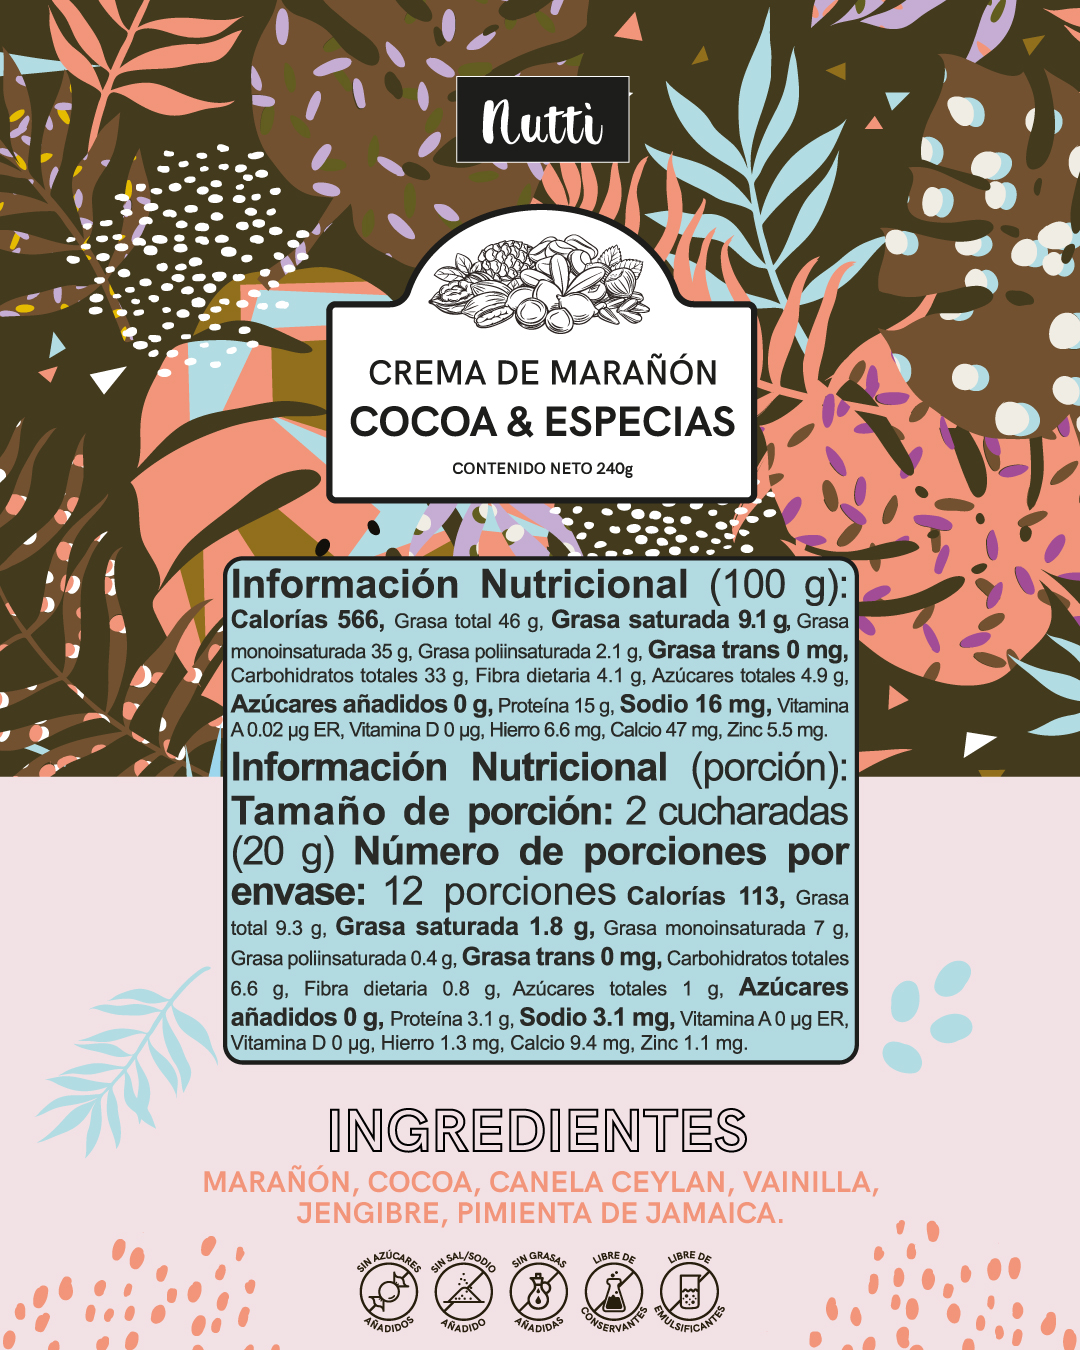 Nutti
CREMA DE MARAÑÓN
COCOA & ESPECIAS
CONTENIDO NETO 240g
Información Nutricional (100 g):
Calorías 566, Grasa total 46 g, Grasa saturada 9.1 g, Grasa
monoinsaturada 35 g, Grasa poliinsaturada 2.1 g, Grasa trans 0 mg,
Carbohidratos totales 33 g, Fibra dietaria 4.1 g, Azúcares totales 4.9 g,
Azúcares añadidos 0 g, Proteína 15 g, Sodio 16 mg, Vitamina
A 0.02 µg ER, Vitamina D 0 µg, Hierro 6.6 mg, Calcio 47 mg, Zinc 5.5 mg.
Información Nutricional (porción):
Tamaño de porción: 2 cucharadas
(20 g) Número de porciones por
envase: 12 porciones Calorías 113, Grasa
total 9.3 g, Grasa saturada 1.8 g, Grasa monoinsaturada 7 g,
Grasa poliinsaturada 0.4 g, Grasa trans 0 mg, Carbohidratos totales
6.6 g, Fibra dietaria 0.8 g, Azúcares totales 1 g, Azúcares
añadidos 0 g, Proteína 3.1 g, Sodio 3.1 mg, Vitamina A 0 µg ER,
Vitamina D 0 µg, Hierro 1.3 mg, Calcio 9.4 mg, Zinc 1.1 mg.
INGREDIENTES
MARAÑÓN, COCOA, CANELA CEYLAN, VAINILLA,
JENGIBRE, PIMIENTA DE JAMAICA.
SIN AZÚCARES AÑADIDOS
SIN SAL/SODIO AÑADIDO
SIN GRASAS AÑADIDAS
LIBRE DE CONSERVANTES
LIBRE DE EMULSIFICANTES